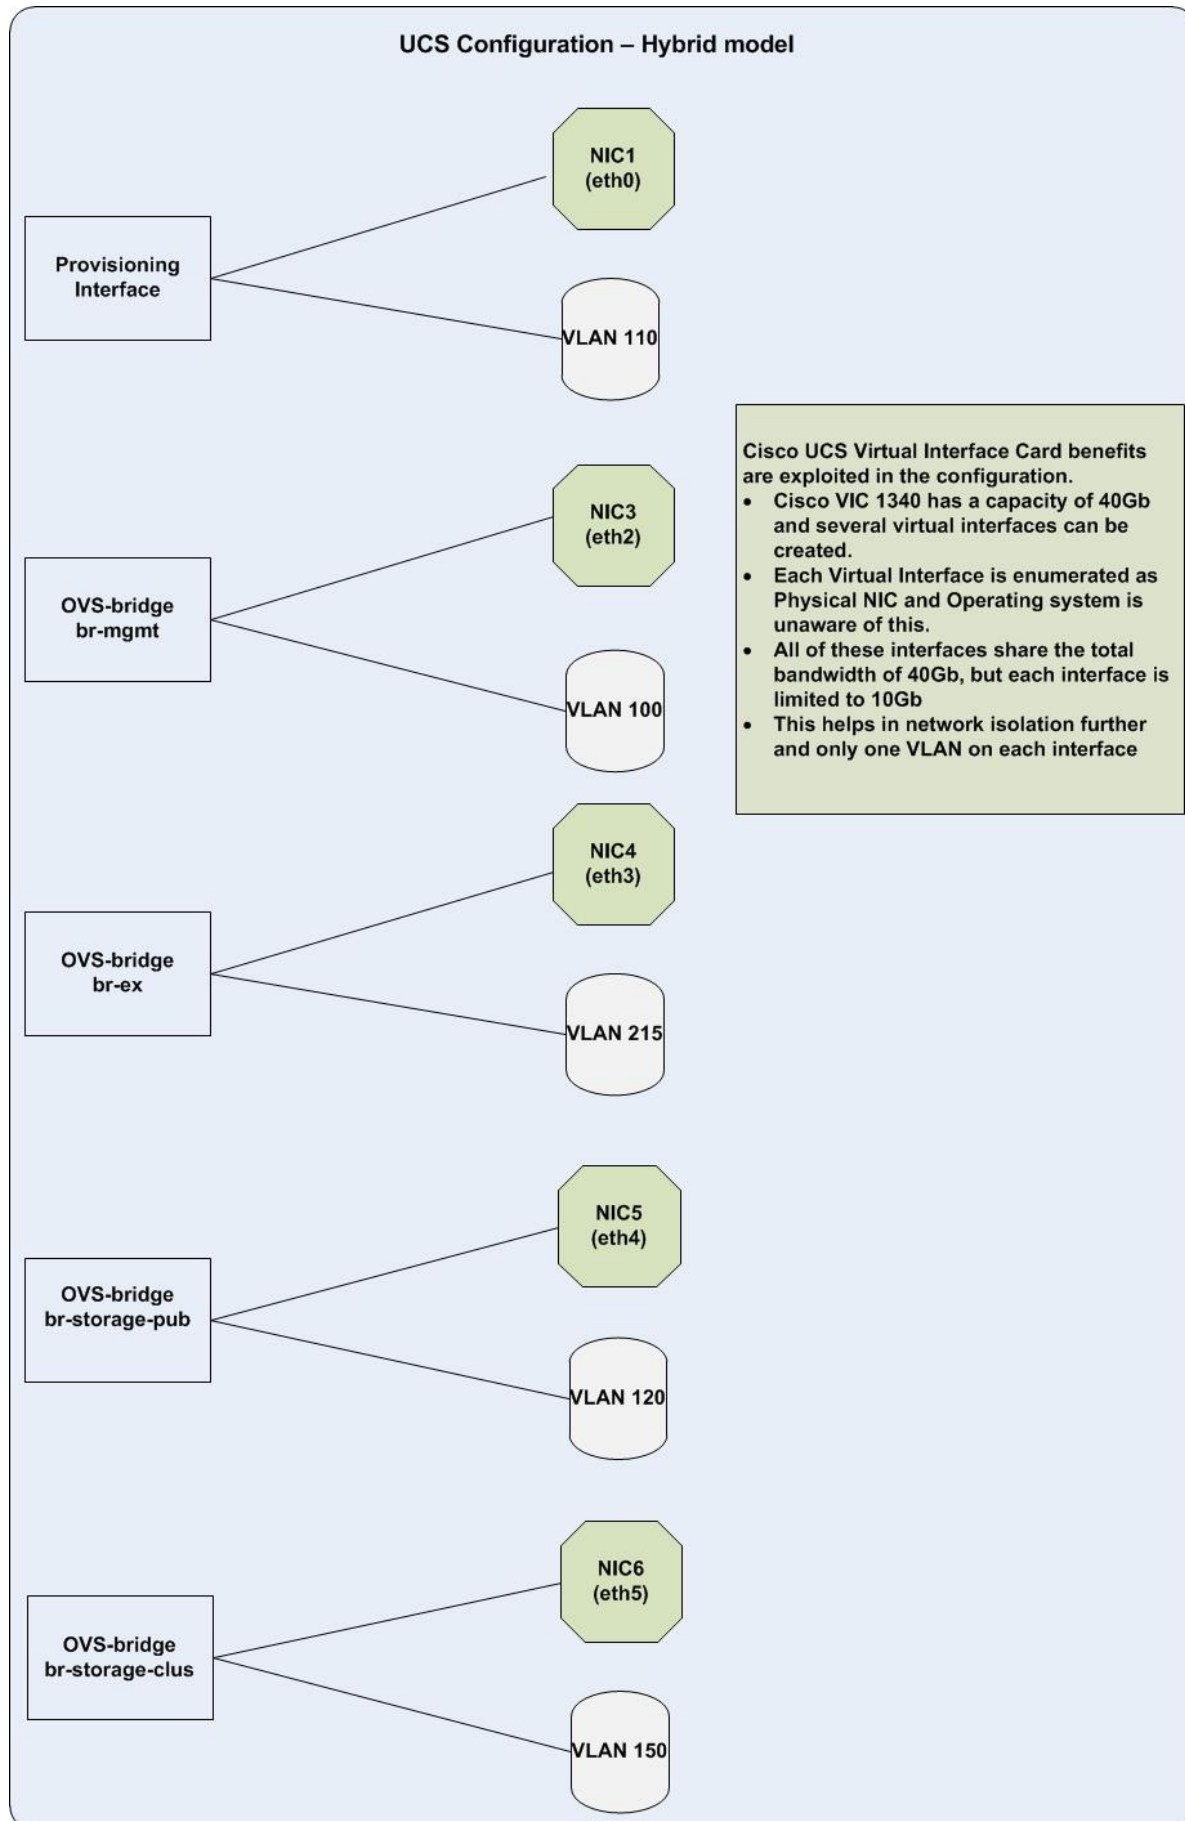 UCS Configuration – Hybrid model
NIC1
(eth0)
Provisioning
Interface
VLAN 110
Cisco UCS Virtual Interface Card benefits
are exploited in the configuration.
• Cisco VIC 1340 has a capacity of 40Gb
and several virtual interfaces can be
created.
• Each Virtual Interface is enumerated as
Physical NIC and Operating system is
unaware of this.
• All of these interfaces share the total
bandwidth of 40Gb, but each interface is
limited to 10Gb
• This helps in network isolation further
and only one VLAN on each interface
NIC3
(eth2)
OVS-bridge
br-mgmt
VLAN 100
NIC4
(eth3)
OVS-bridge
br-ex
VLAN 215
NIC5
(eth4)
OVS-bridge
br-storage-pub
VLAN 120
NIC6
(eth5)
OVS-bridge
br-storage-clus
VLAN 150